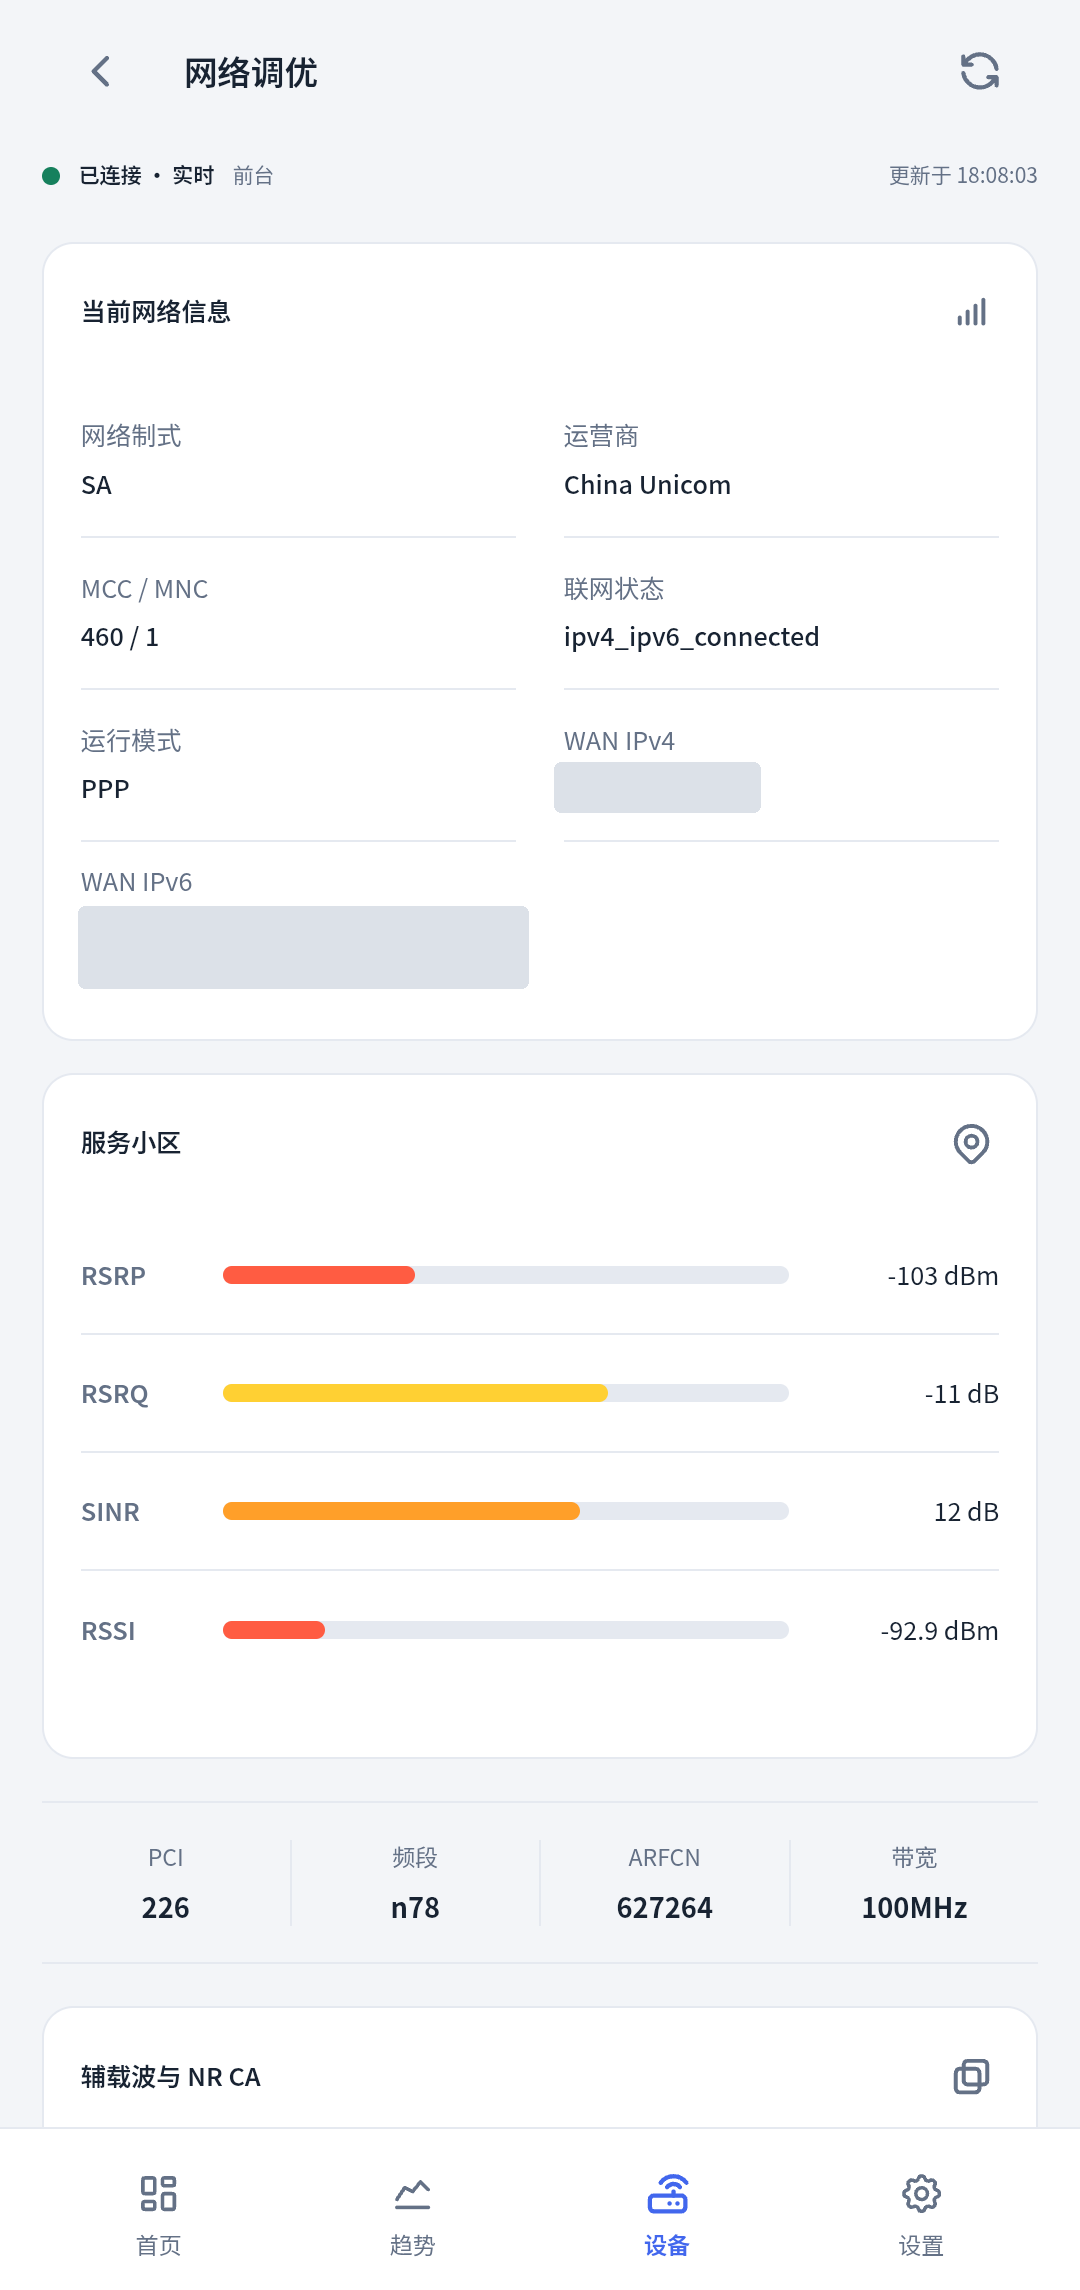 网络调优
已连接 • 实时 前台
更新于 18:08:03
当前网络信息
网络制式
SA
运营商
China Unicom
MCC / MNC
460 / 1
联网状态
ipv4_ipv6_connected
运行模式
PPP
WAN IPv4
WAN IPv6
服务小区
RSRP -103 dBm
RSRQ -11 dB
SINR 12 dB
RSSI -92.9 dBm
PCI
226
频段
n78
ARFCN
627264
带宽
100MHz
辅载波与 NR CA
首页
趋势
设备
设置